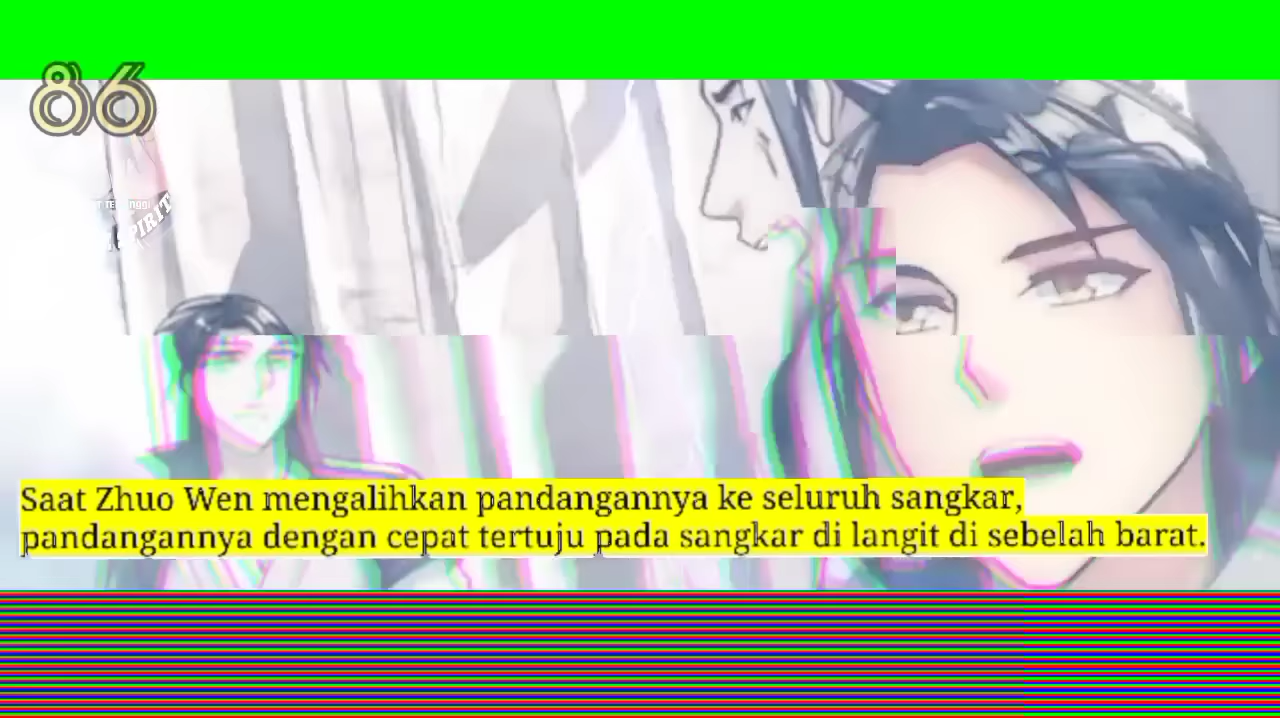 86
SPIRIT
Saat Zhuo Wen mengalihkan pandangannya ke seluruh sangkar,
pandangannya dengan cepat tertuju pada sangkar di langit di sebelah barat.